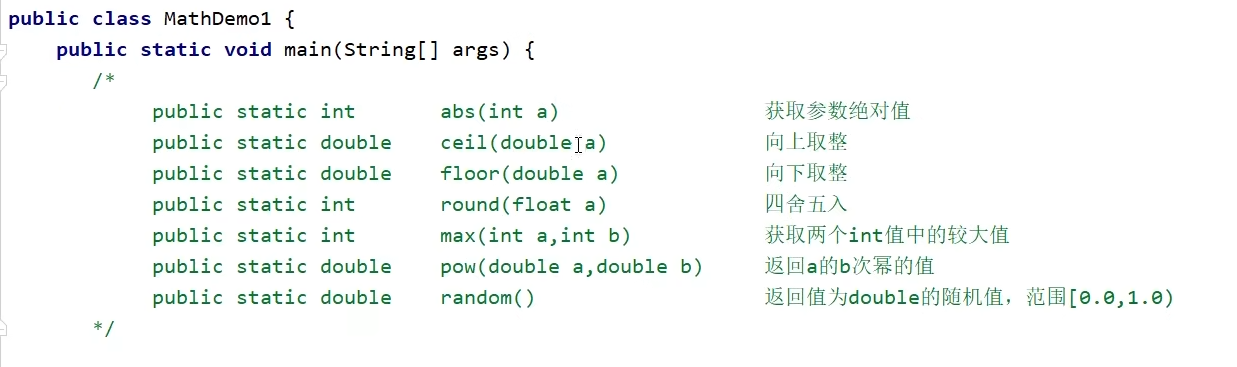 public class MathDemo1 {
public static void main(String[] args) {
/*
public static int abs(int a) 获取参数绝对值
public static double ceil(double a) 向上取整
public static double floor(double a) 向下取整
public static int round(float a) 四舍五入
public static int max(int a,int b) 获取两个int值中的较大值
public static double pow(double a,double b) 返回a的b次幂的值
public static double random() 返回值为double的随机值，范围[0.0,1.0)
*/